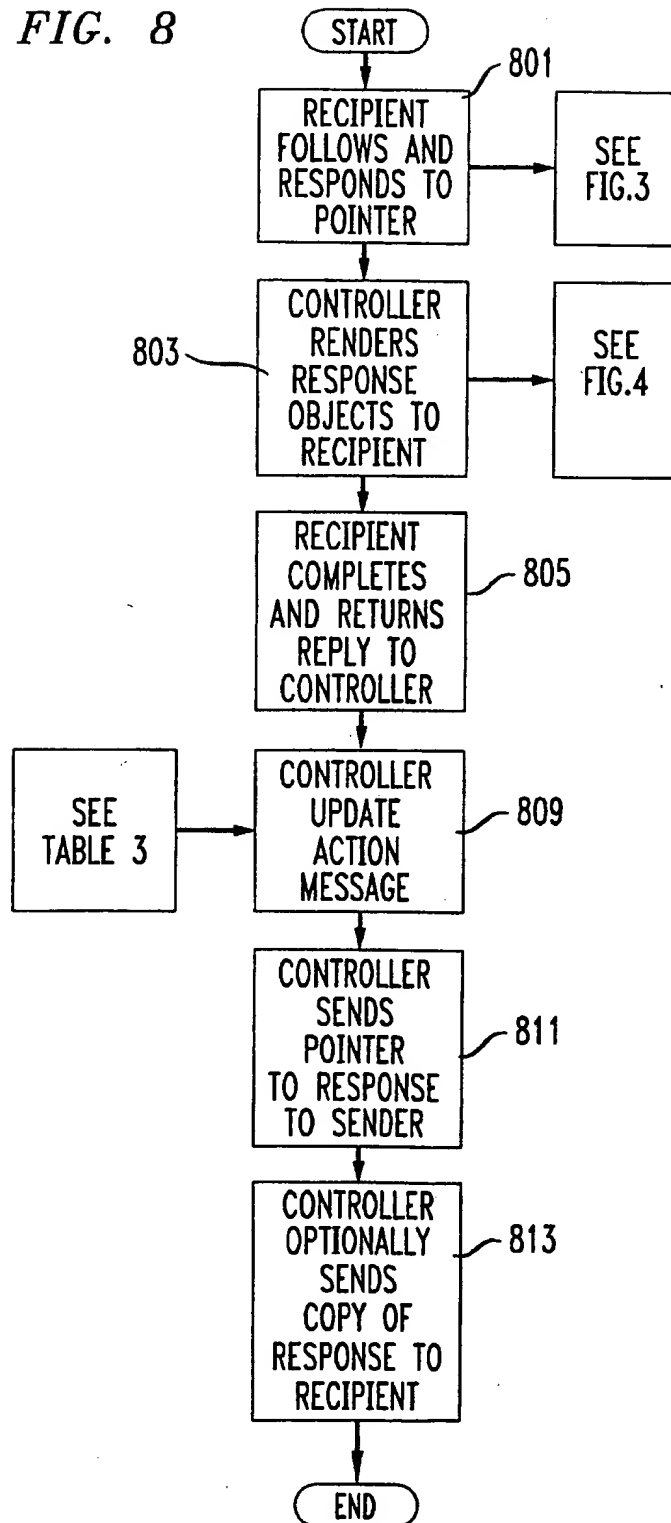 FIG. 8
START
801
RECIPIENT
FOLLOWS AND
RESPONDS TO
POINTER
SEE
FIG.3
803
CONTROLLER
RENDERS
RESPONSE
OBJECTS TO
RECIPIENT
SEE
FIG.4
RECIPIENT
COMPLETES
AND RETURNS
REPLY TO
CONTROLLER
805
SEE
TABLE 3
CONTROLLER
UPDATE
ACTION
MESSAGE
809
CONTROLLER
SENDS
POINTER
TO RESPONSE
TO SENDER
811
CONTROLLER
OPTIONALLY
SENDS
COPY OF
RESPONSE TO
RECIPIENT
813
END